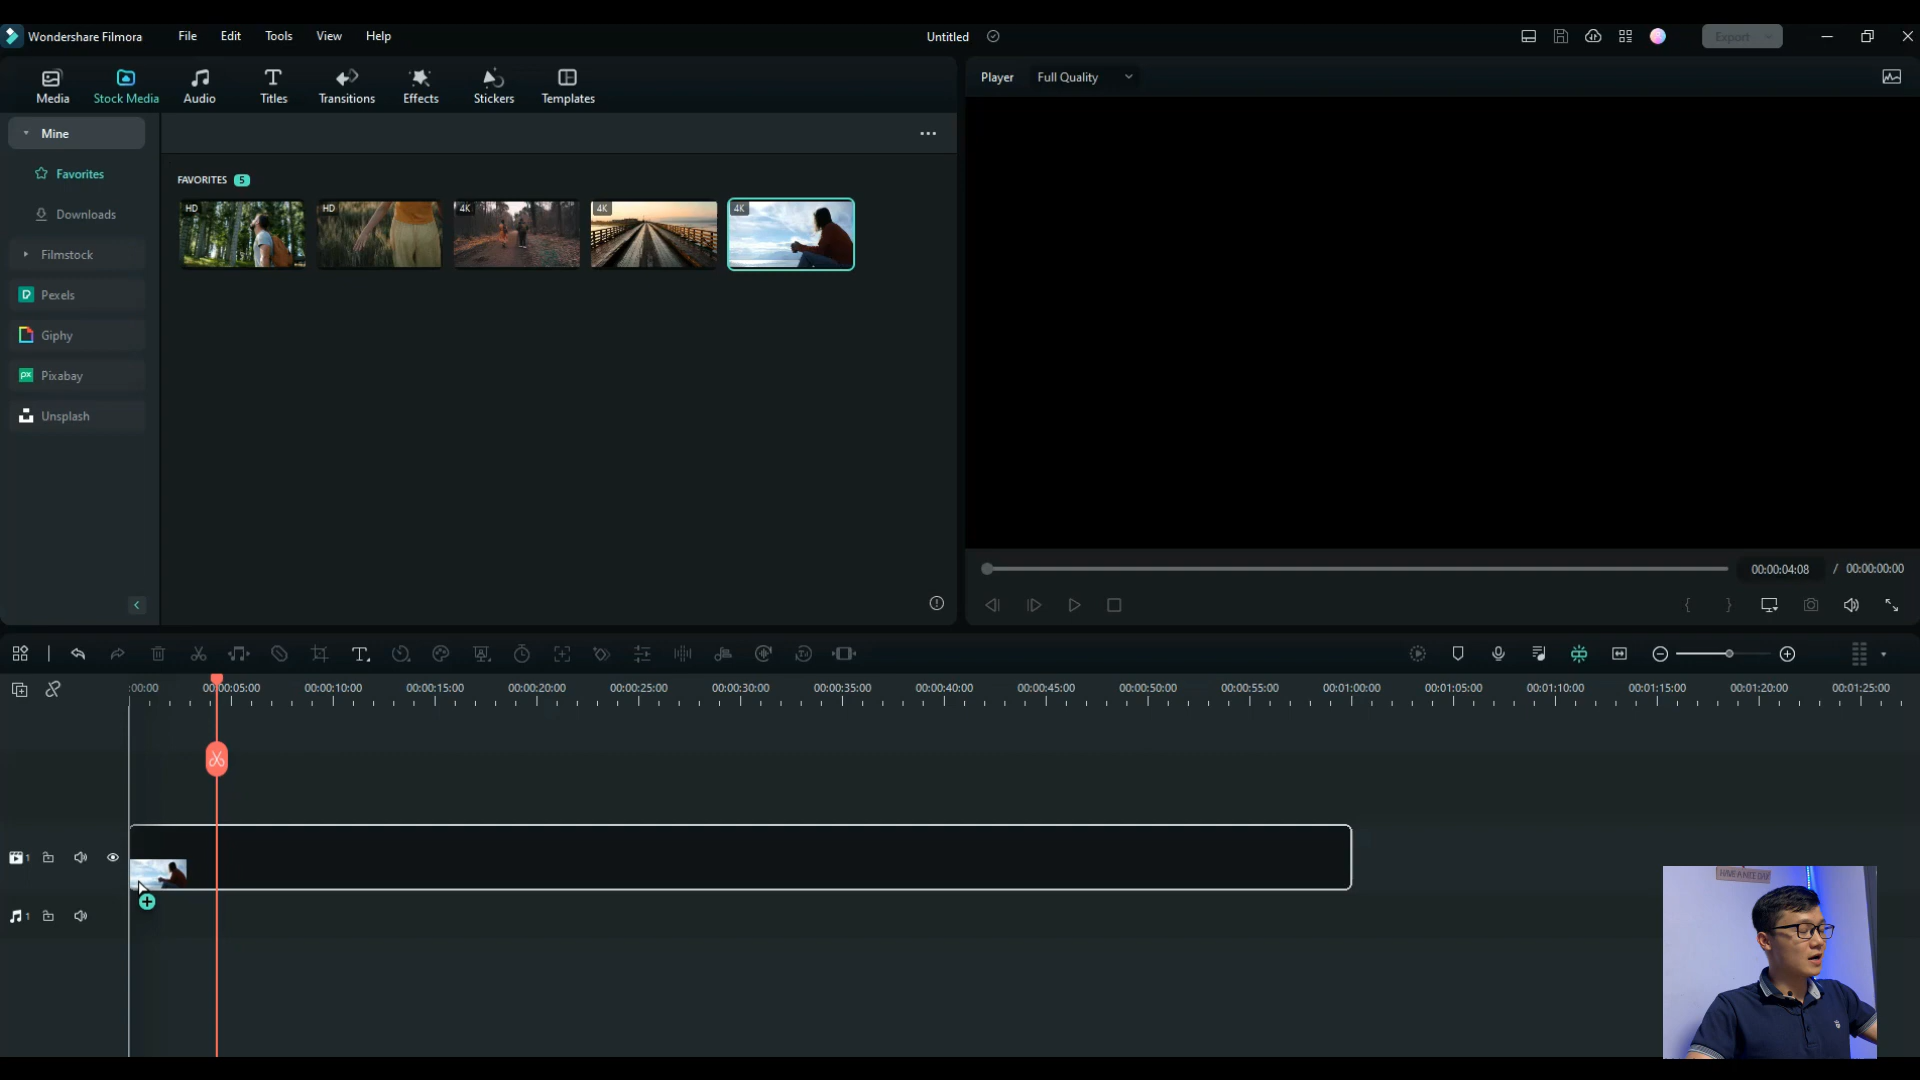 Wondershare Filmora File Edit Tools View Help Untitled Export
Media Stock Media Audio Titles Transitions Effects Stickers Templates
Player Full Quality
Mine
Favorites
Downloads
Filmstock
Pexels
Giphy
Pixabay
Unsplash
FAVORITES 5
HD HD 4K 4K 4K
00:00:04:08 / 00:00:00:00
:00:00 00:00:05:00 00:00:10:00 00:00:15:00 00:00:20:00 00:00:25:00 00:00:30:00 00:00:35:00 00:00:40:00 00:00:45:00 00:00:50:00 00:00:55:00 00:01:00:00 00:01:05:00 00:01:10:00 00:01:15:00 00:01:20:00 00:01:25:00
1
1